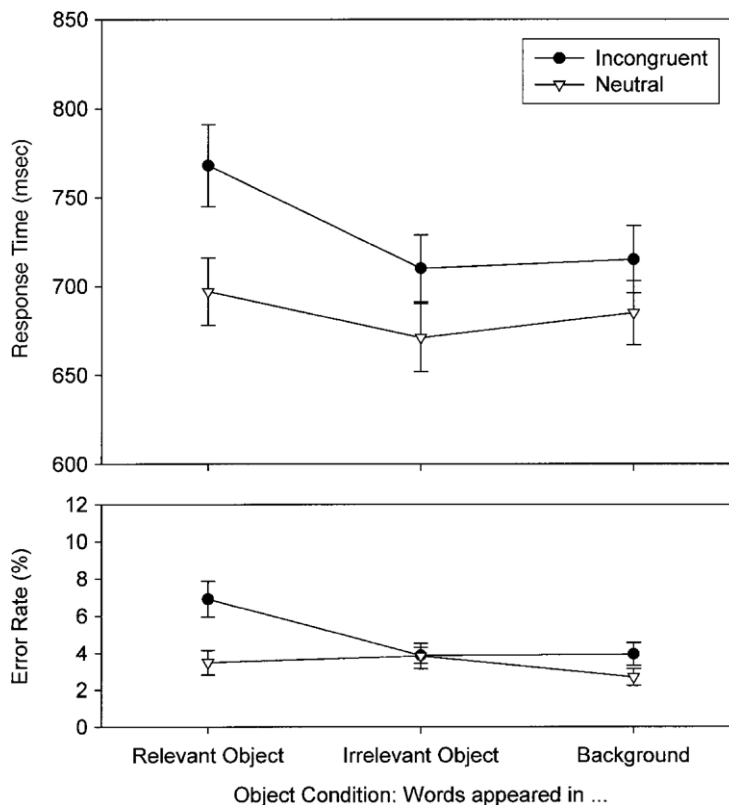 850
800
750
700
650
600
Response Time (msec)
Incongruent
Neutral
12
10
8
6
4
2
0
Error Rate (%)
Relevant Object Irrelevant Object Background
Object Condition: Words appeared in ...